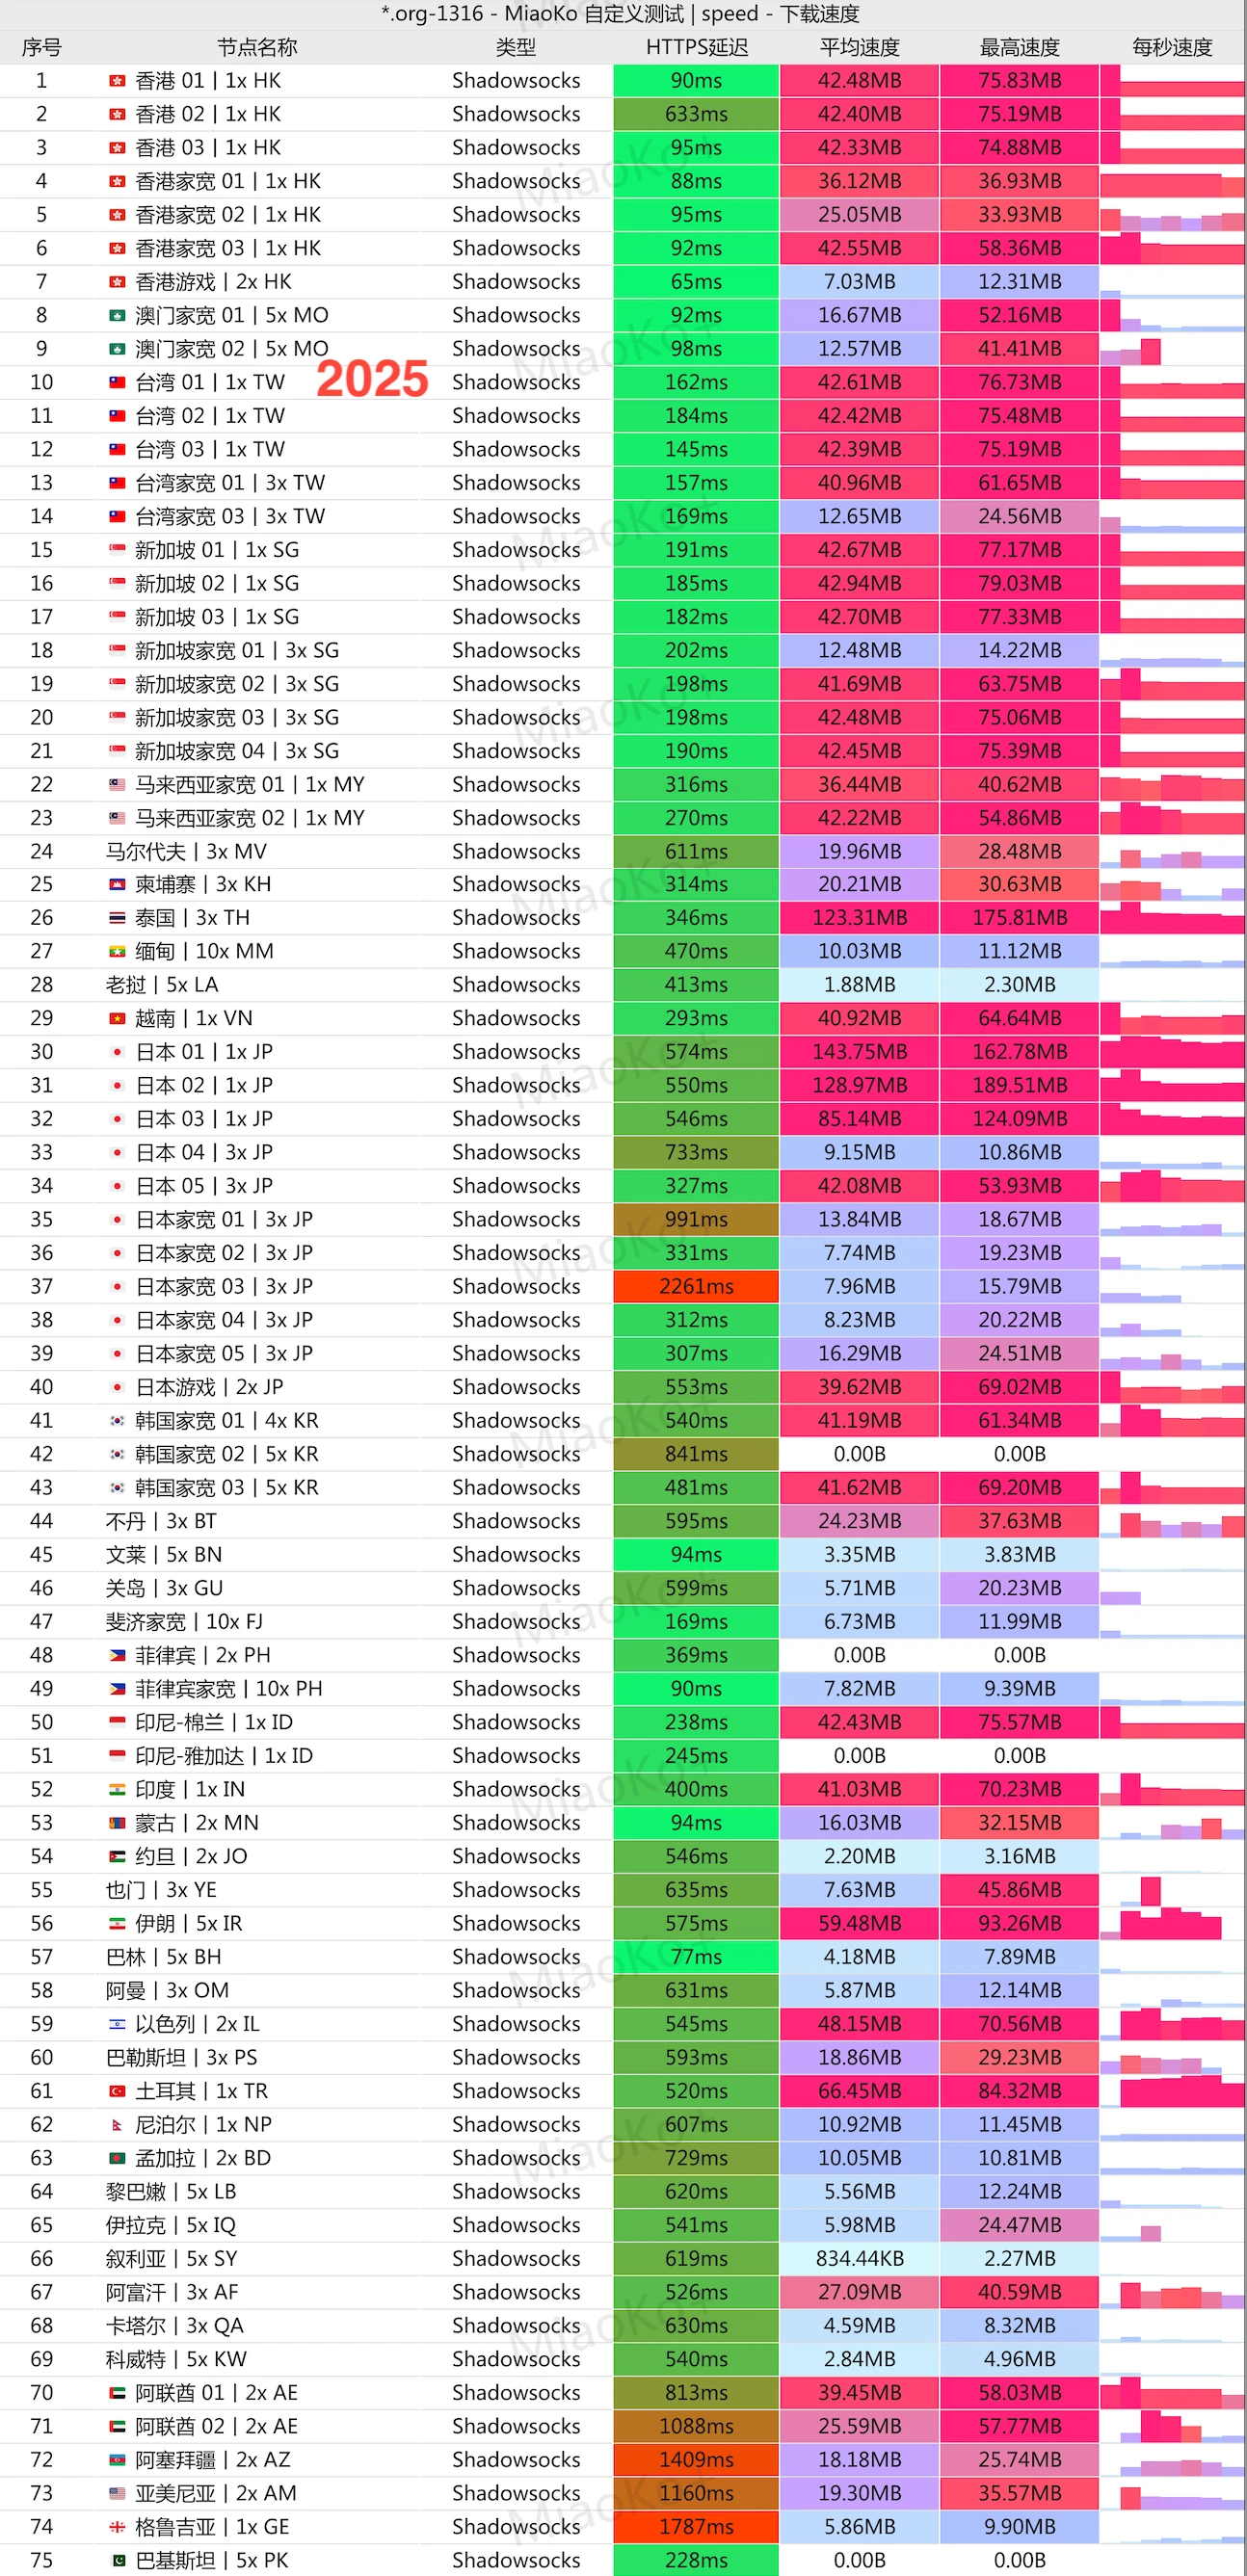 *.org-1316 - MiaoKo 自定义测试 | speed - 下载速度
序号 节点名称 类型 HTTPS延迟 平均速度 最高速度 每秒速度
1 香港 01 | 1x HK Shadowsocks 90ms 42.48MB 75.83MB
2 香港 02 | 1x HK Shadowsocks 633ms 42.40MB 75.19MB
3 香港 03 | 1x HK Shadowsocks 95ms 42.33MB 74.88MB
4 香港家宽 01 | 1x HK Shadowsocks 88ms 36.12MB 36.93MB
5 香港家宽 02 | 1x HK Shadowsocks 95ms 25.05MB 33.93MB
6 香港家宽 03 | 1x HK Shadowsocks 92ms 42.55MB 58.36MB
7 香港游戏 | 2x HK Shadowsocks 65ms 7.03MB 12.31MB
8 澳门家宽 01 | 5x MO Shadowsocks 92ms 16.67MB 52.16MB
9 澳门家宽 02 | 5x MO Shadowsocks 98ms 12.57MB 41.41MB
2025
10 台湾 01 | 1x TW Shadowsocks 162ms 42.61MB 76.73MB
11 台湾 02 | 1x TW Shadowsocks 184ms 42.42MB 75.48MB
12 台湾 03 | 1x TW Shadowsocks 145ms 42.39MB 75.19MB
13 台湾家宽 01 | 3x TW Shadowsocks 157ms 40.96MB 61.65MB
14 台湾家宽 03 | 3x TW Shadowsocks 169ms 12.65MB 24.56MB
15 新加坡 01 | 1x SG Shadowsocks 191ms 42.67MB 77.17MB
16 新加坡 02 | 1x SG Shadowsocks 185ms 42.94MB 79.03MB
17 新加坡 03 | 1x SG Shadowsocks 182ms 42.70MB 77.33MB
18 新加坡家宽 01 | 3x SG Shadowsocks 202ms 12.48MB 14.22MB
19 新加坡家宽 02 | 3x SG Shadowsocks 198ms 41.69MB 63.75MB
20 新加坡家宽 03 | 3x SG Shadowsocks 198ms 42.48MB 75.06MB
21 新加坡家宽 04 | 3x SG Shadowsocks 190ms 42.45MB 75.39MB
22 马来西亚家宽 01 | 1x MY Shadowsocks 316ms 36.44MB 40.62MB
23 马来西亚家宽 02 | 1x MY Shadowsocks 270ms 42.22MB 54.86MB
24 马尔代夫 | 3x MV Shadowsocks 611ms 19.96MB 28.48MB
25 柬埔寨 | 3x KH Shadowsocks 314ms 20.21MB 30.63MB
26 泰国 | 3x TH Shadowsocks 346ms 123.31MB 175.81MB
27 缅甸 | 10x MM Shadowsocks 470ms 10.03MB 11.12MB
28 老挝 | 5x LA Shadowsocks 413ms 1.88MB 2.30MB
29 越南 | 1x VN Shadowsocks 293ms 40.92MB 64.64MB
30 日本 01 | 1x JP Shadowsocks 574ms 143.75MB 162.78MB
31 日本 02 | 1x JP Shadowsocks 550ms 128.97MB 189.51MB
32 日本 03 | 1x JP Shadowsocks 546ms 85.14MB 124.09MB
33 日本 04 | 3x JP Shadowsocks 733ms 9.15MB 10.86MB
34 日本 05 | 3x JP Shadowsocks 327ms 42.08MB 53.93MB
35 日本家宽 01 | 3x JP Shadowsocks 991ms 13.84MB 18.67MB
36 日本家宽 02 | 3x JP Shadowsocks 331ms 7.74MB 19.23MB
37 日本家宽 03 | 3x JP Shadowsocks 2261ms 7.96MB 15.79MB
38 日本家宽 04 | 3x JP Shadowsocks 312ms 8.23MB 20.22MB
39 日本家宽 05 | 3x JP Shadowsocks 307ms 16.29MB 24.51MB
40 日本游戏 | 2x JP Shadowsocks 553ms 39.62MB 69.02MB
41 韩国家宽 01 | 4x KR Shadowsocks 540ms 41.19MB 61.34MB
42 韩国家宽 02 | 5x KR Shadowsocks 841ms 0.00B 0.00B
43 韩国家宽 03 | 5x KR Shadowsocks 481ms 41.62MB 69.20MB
44 不丹 | 3x BT Shadowsocks 595ms 24.23MB 37.63MB
45 文莱 | 5x BN Shadowsocks 94ms 3.35MB 3.83MB
46 关岛 | 3x GU Shadowsocks 599ms 5.71MB 20.23MB
47 斐济家宽 | 10x FJ Shadowsocks 169ms 6.73MB 11.99MB
48 菲律宾 | 2x PH Shadowsocks 369ms 0.00B 0.00B
49 菲律宾家宽 | 10x PH Shadowsocks 90ms 7.82MB 9.39MB
50 印尼-棉兰 | 1x ID Shadowsocks 238ms 42.43MB 75.57MB
51 印尼-雅加达 | 1x ID Shadowsocks 245ms 0.00B 0.00B
52 印度 | 1x IN Shadowsocks 400ms 41.03MB 70.23MB
53 蒙古 | 2x MN Shadowsocks 94ms 16.03MB 32.15MB
54 约旦 | 2x JO Shadowsocks 546ms 2.20MB 3.16MB
55 也门 | 3x YE Shadowsocks 635ms 7.63MB 45.86MB
56 伊朗 | 5x IR Shadowsocks 575ms 59.48MB 93.26MB
57 巴林 | 5x BH Shadowsocks 77ms 4.18MB 7.89MB
58 阿曼 | 3x OM Shadowsocks 631ms 5.87MB 12.14MB
59 以色列 | 2x IL Shadowsocks 545ms 48.15MB 70.56MB
60 巴勒斯坦 | 3x PS Shadowsocks 593ms 18.86MB 29.23MB
61 土耳其 | 1x TR Shadowsocks 520ms 66.45MB 84.32MB
62 尼泊尔 | 1x NP Shadowsocks 607ms 10.92MB 11.45MB
63 孟加拉 | 2x BD Shadowsocks 729ms 10.05MB 10.81MB
64 黎巴嫩 | 5x LB Shadowsocks 620ms 5.56MB 12.24MB
65 伊拉克 | 5x IQ Shadowsocks 541ms 5.98MB 24.47MB
66 叙利亚 | 5x SY Shadowsocks 619ms 834.44KB 2.27MB
67 阿富汗 | 3x AF Shadowsocks 526ms 27.09MB 40.59MB
68 卡塔尔 | 3x QA Shadowsocks 630ms 4.59MB 8.32MB
69 科威特 | 5x KW Shadowsocks 540ms 2.84MB 4.96MB
70 阿联酋 01 | 2x AE Shadowsocks 813ms 39.45MB 58.03MB
71 阿联酋 02 | 2x AE Shadowsocks 1088ms 25.59MB 57.77MB
72 阿塞拜疆 | 2x AZ Shadowsocks 1409ms 18.18MB 25.74MB
73 亚美尼亚 | 2x AM Shadowsocks 1160ms 19.30MB 35.57MB
74 格鲁吉亚 | 1x GE Shadowsocks 1787ms 5.86MB 9.90MB
75 巴基斯坦 | 5x PK Shadowsocks 228ms 0.00B 0.00B